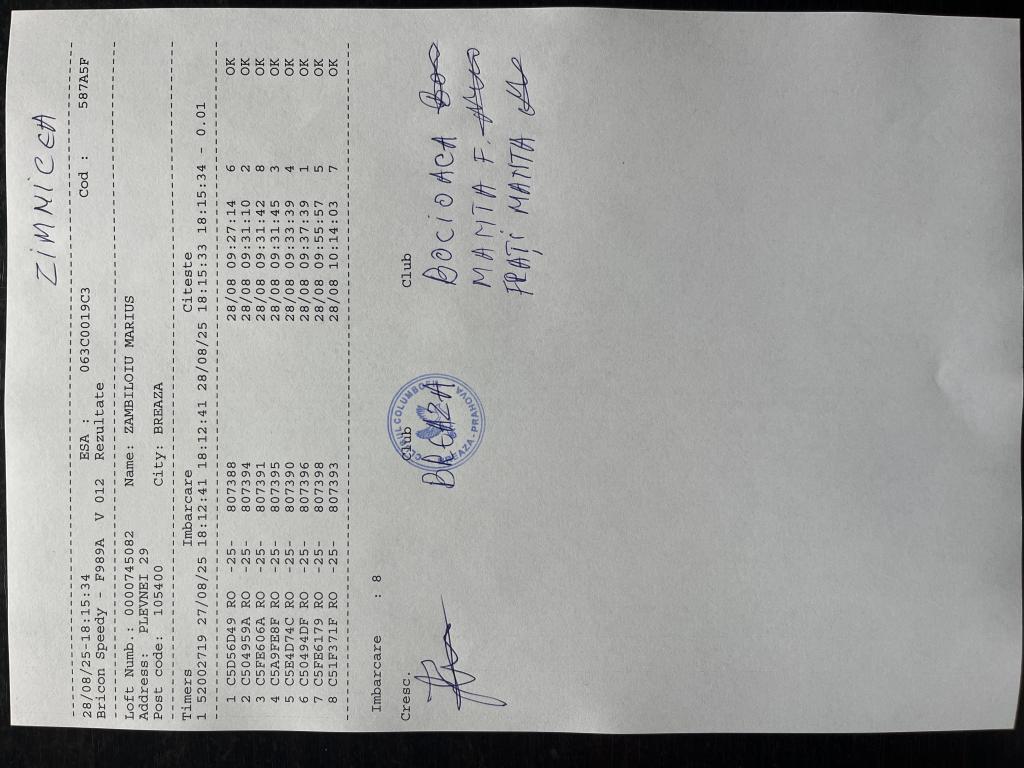 ZIMNICEA
28/08/25-18:15:34 ESA : 063C0019C3 Cod : 587A5F
Bricon Speedy - F989A V 012 Rezultate
Loft Numb.: 0000745082 Name: ZAMBILOIU MARIUS
Address: PLEVNEI 29
Post code: 105400 City: BREAZA
Timers Imbarcare Citeste
1 52002719 27/08/25 18:12:41 18:12:41 28/08/25 18:15:33 18:15:34 - 0.01
1 C5D56D49 RO -25- 807388 28/08 09:27:14 6 OK
2 C504959A RO -25- 807394 28/08 09:31:10 2 OK
3 C5FE606A RO -25- 807391 28/08 09:31:42 8 OK
4 C5A9FE8F RO -25- 807395 28/08 09:31:45 3 OK
5 C5E4D74C RO -25- 807390 28/08 09:33:39 4 OK
6 C50494DF RO -25- 807396 28/08 09:37:39 1 OK
7 C5FE6179 RO -25- 807398 28/08 09:55:57 5 OK
8 C51F371F RO -25- 807393 28/08 10:14:03 7 OK
Imbarcare : 8
Cresc. Club Club
BREAZA
CLUBUL COLUMBOFIL
BREAZA-PRAHOVA
BOCIOACA
MANTA F.
FRAȚI MANTA